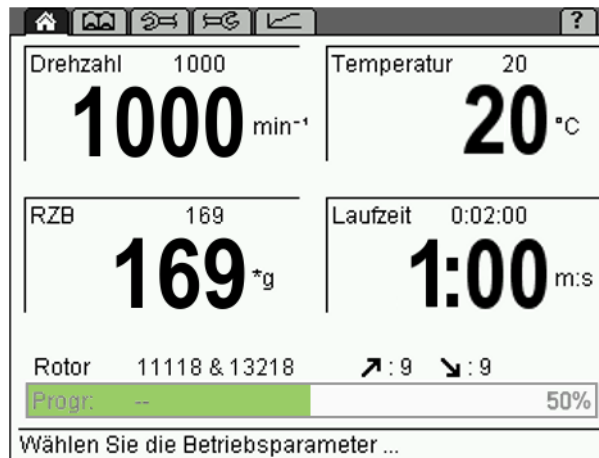 ?
Drehzahl 1000
1000 min⁻¹
Temperatur 20
20 °C
RZB 169
169 *g
Laufzeit 0:02:00
1:00 m:s
Rotor 11118 & 13218 ↗: 9 ↘: 9
Progr: -- 50%
Wählen Sie die Betriebsparameter ...